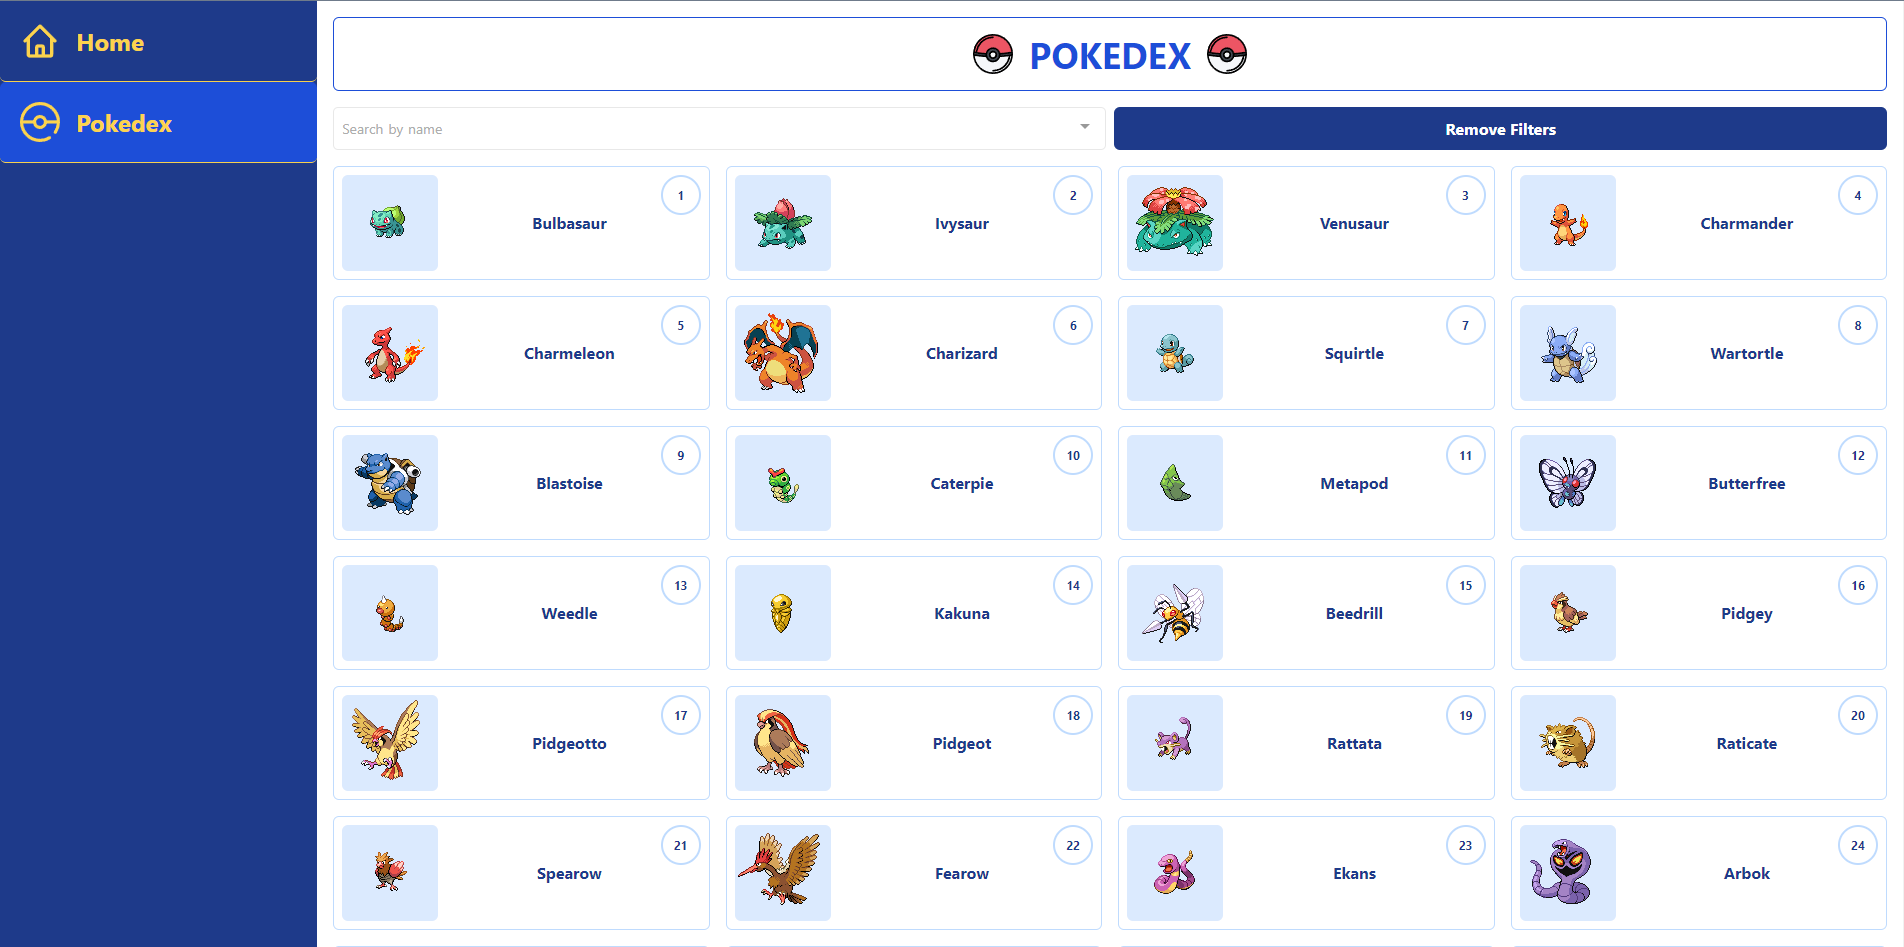 Home
Pokedex
POKEDEX
Search by name
Remove Filters
1
Bulbasaur
2
Ivysaur
3
Venusaur
4
Charmander
5
Charmeleon
6
Charizard
7
Squirtle
8
Wartortle
9
Blastoise
10
Caterpie
11
Metapod
12
Butterfree
13
Weedle
14
Kakuna
15
Beedrill
16
Pidgey
17
Pidgeotto
18
Pidgeot
19
Rattata
20
Raticate
21
Spearow
22
Fearow
23
Ekans
24
Arbok